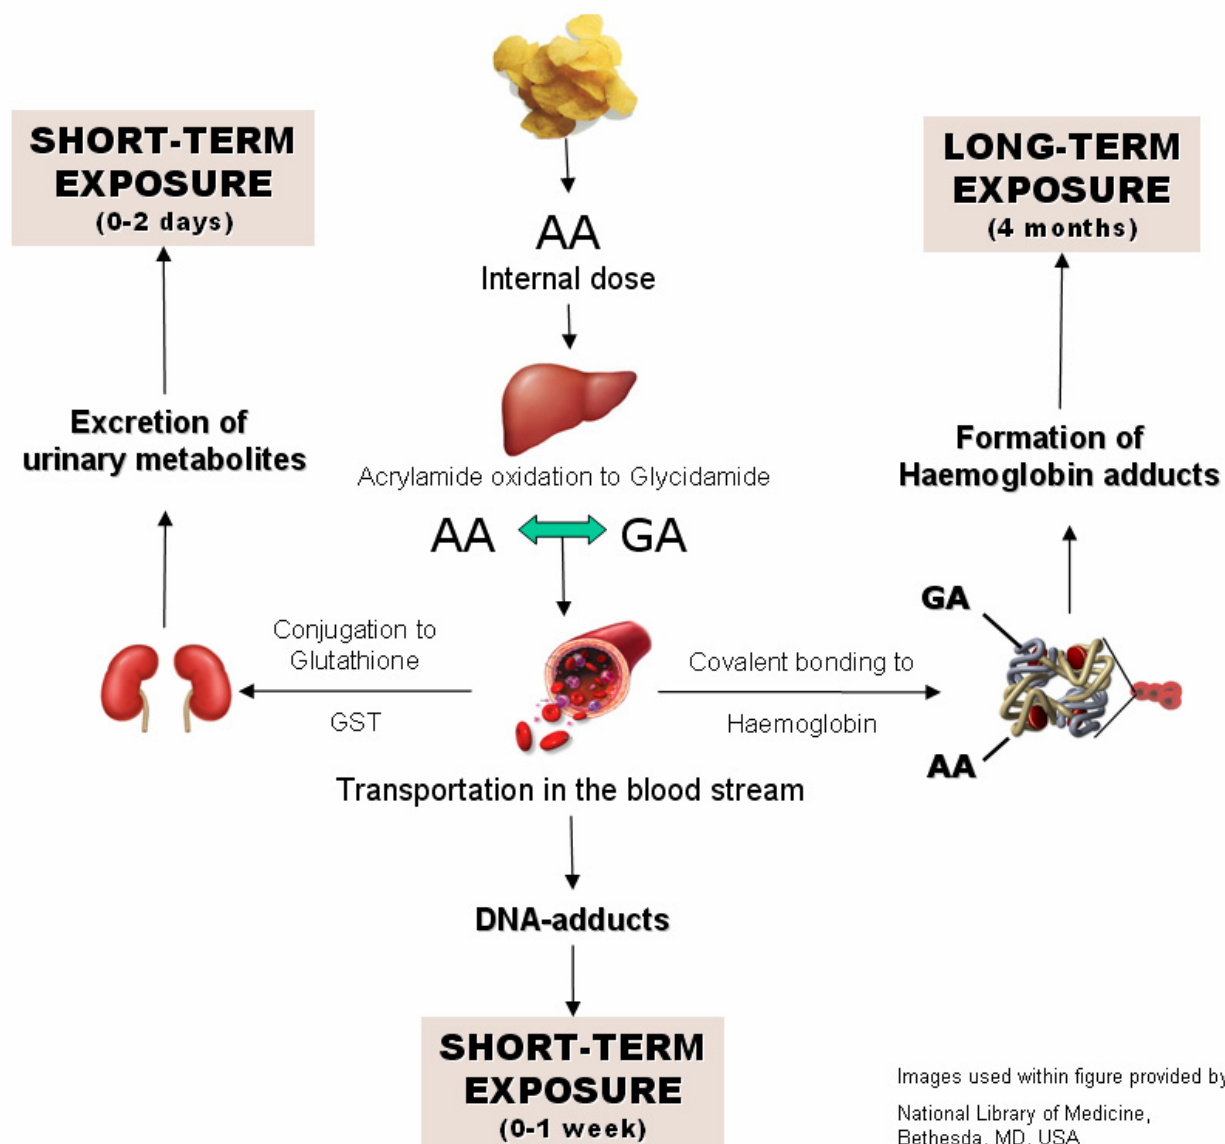 SHORT-TERM
EXPOSURE
(0-2 days)
LONG-TERM
EXPOSURE
(4 months)
AA
Internal dose
Excretion of
urinary metabolites
Acrylamide oxidation to Glycidamide
AA
GA
Formation of
Haemoglobin adducts
Conjugation to
Glutathione
GST
Covalent bonding to
Haemoglobin
GA
AA
Transportation in the blood stream
DNA-adducts
SHORT-TERM
EXPOSURE
(0-1 week)
Images used within figure provided by
National Library of Medicine,
Bethesda, MD, USA